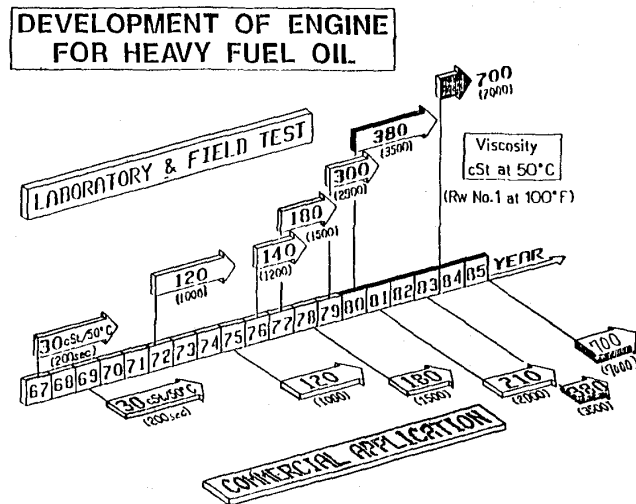 DEVELOPMENT OF ENGINE
FOR HEAVY FUEL OIL
LABORATORY & FIELD TEST
700
(7000)
380
(3500)
Viscosity
cSt at 50°C
(Rw No.1 at 100°F)
300
180
(1500)
140
(1200)
120
(1000)
30cSt/50°C
(200sec)
YEAR
67 68 69 70 71 72 73 74 75 76 77 78 79 80 81 82 83 84 85
30 cSt/50°C
(200sec)
120
(1000)
180
(1500)
210
(2000)
380
(3500)
700
(7000)
COMMERCIAL APPLICATION